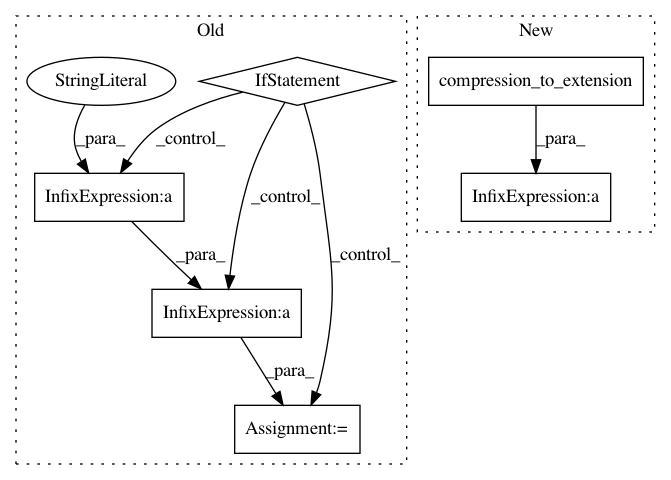 Old
New
StringLiteral
IfStatement
compression_to_extension
_para_
_control_
_para_
InfixExpression:a
_control_
InfixExpression:a
_para_
_control_
InfixExpression:a
_para_
Assignment:=